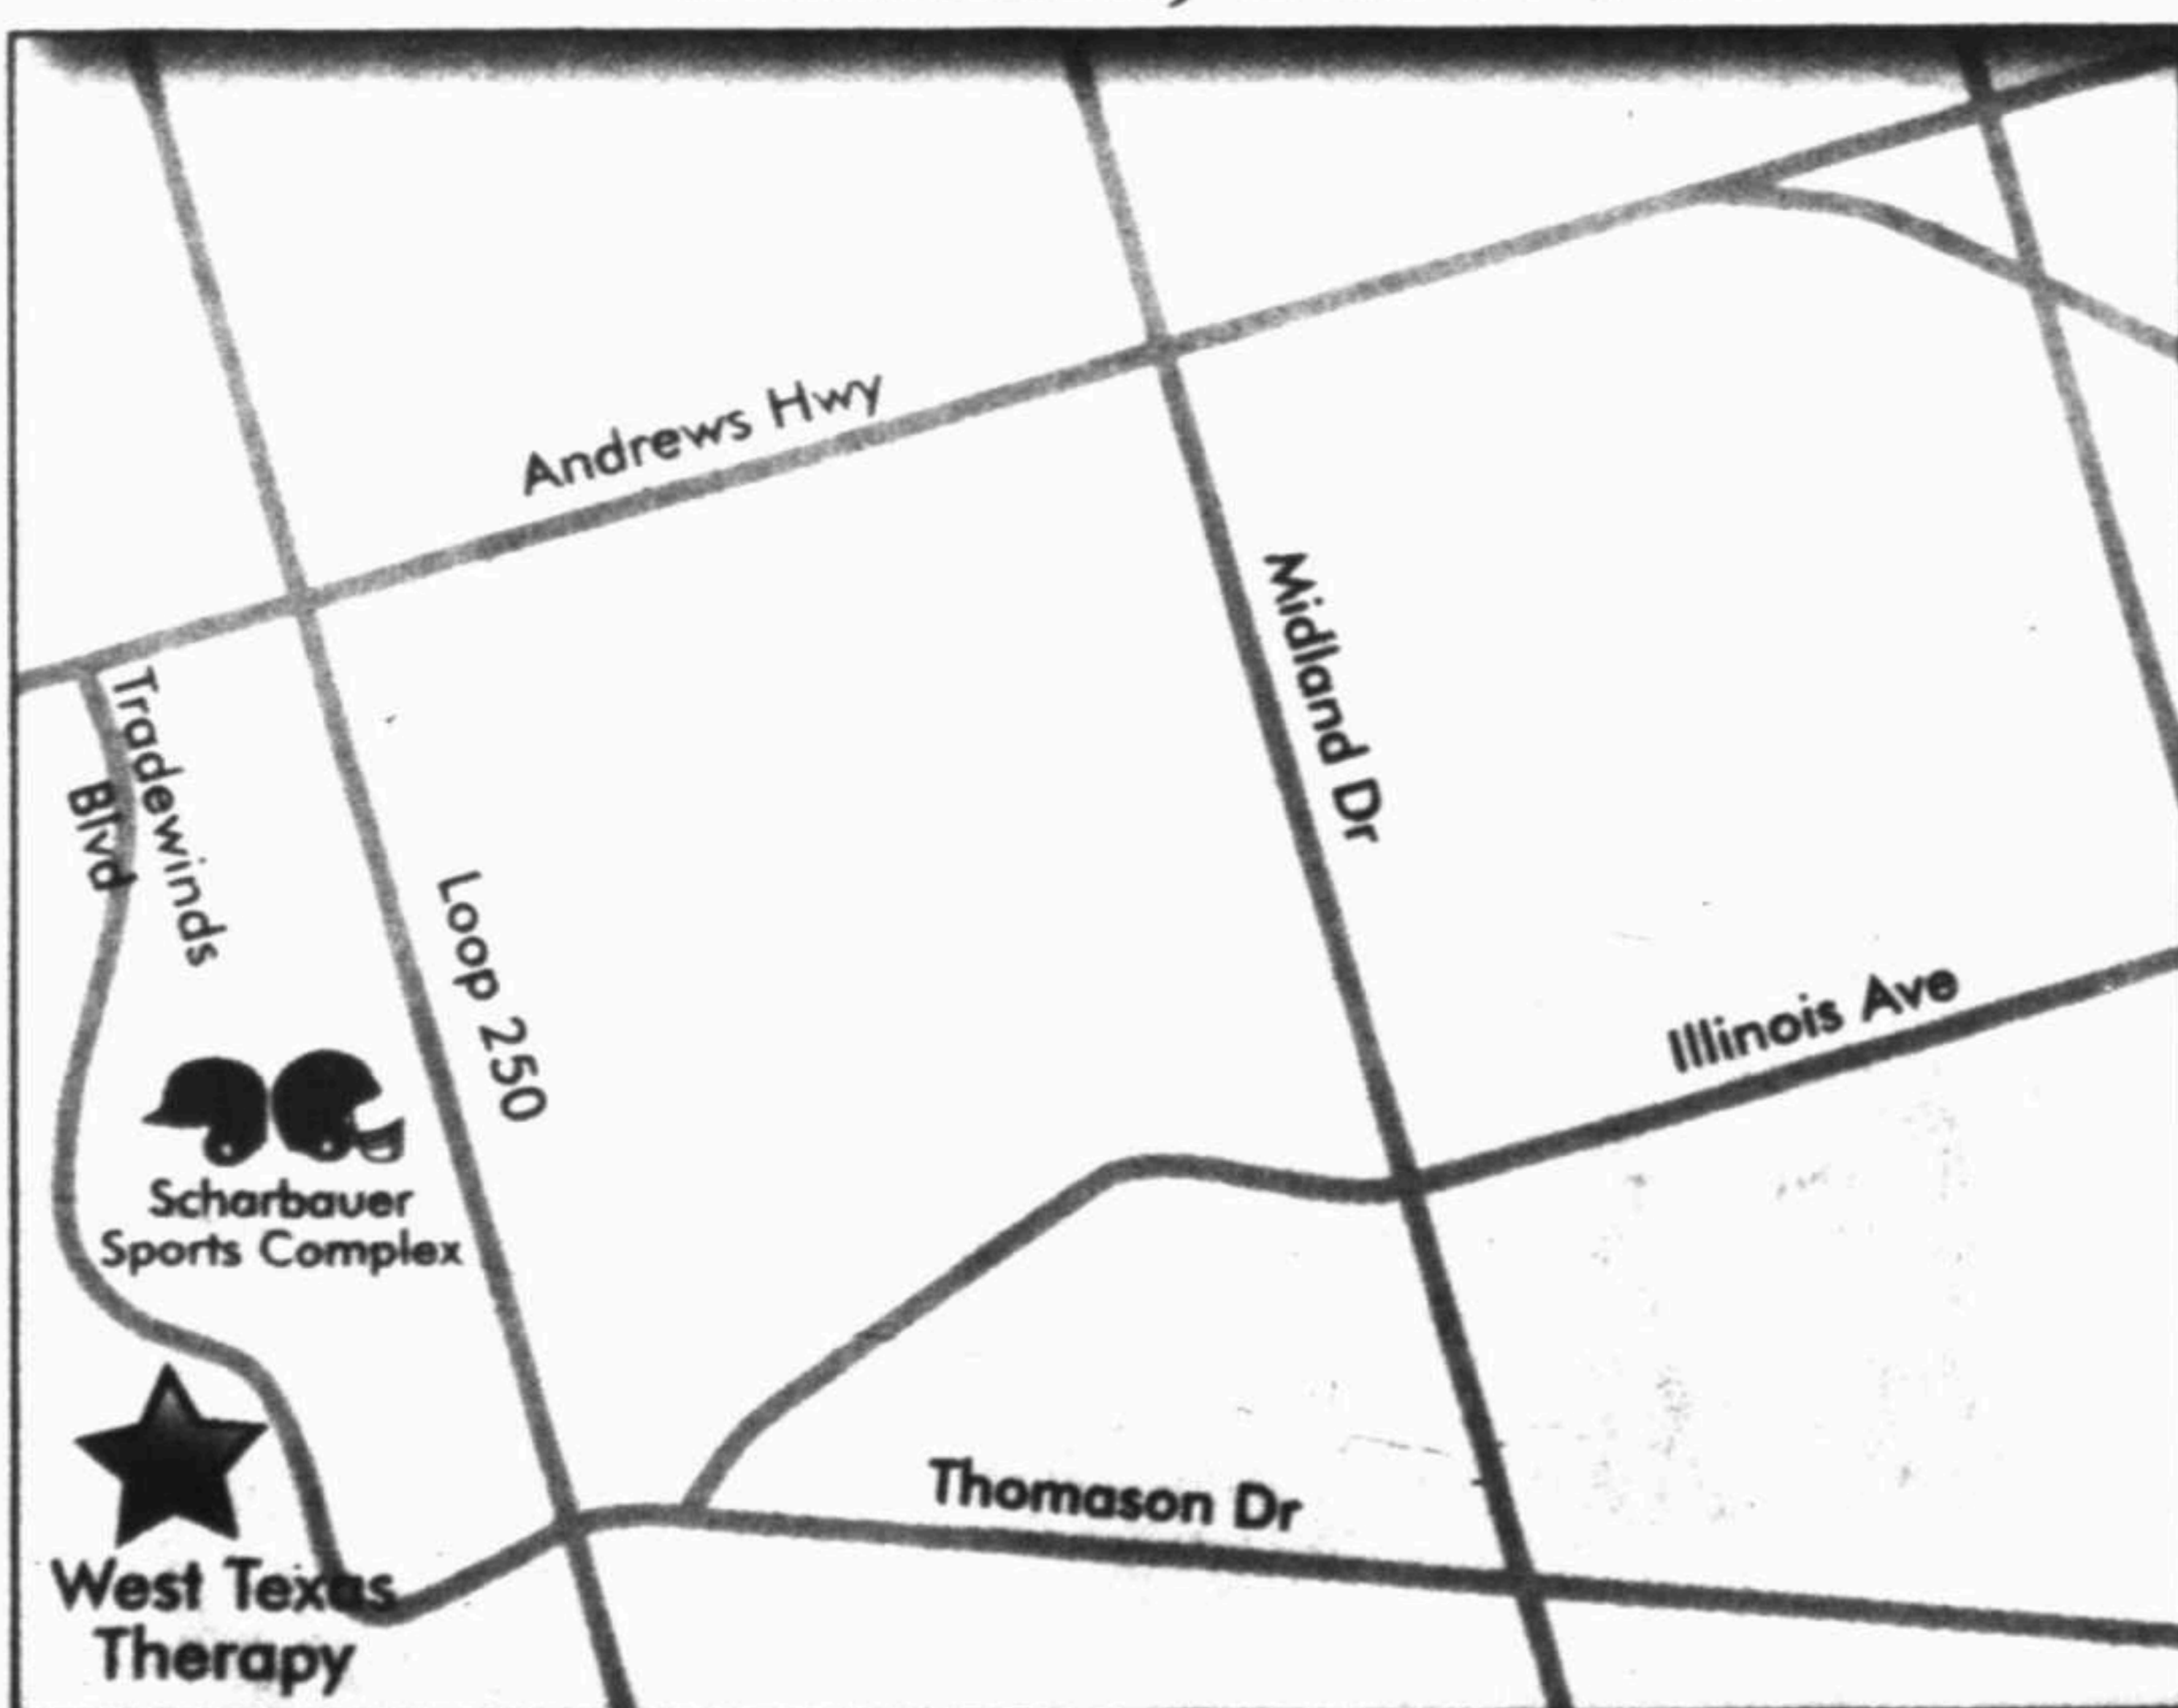 Andrews Hwy
Midland Dr
Tradewinds
Blvd
Loop 250
Illinois Ave
Scharbauer
Sports Complex
Thomason Dr
West Texas
Therapy